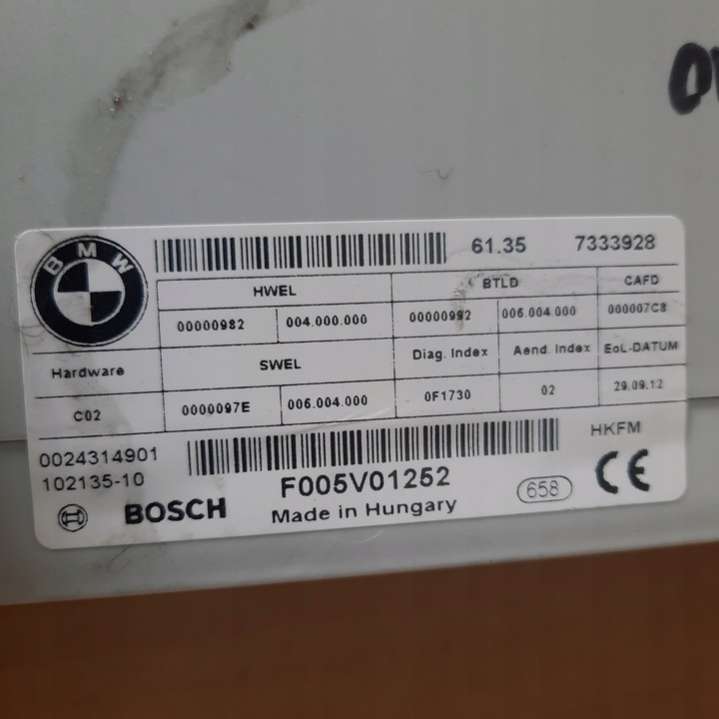 BMW
61.35 7333928
HWEL BTLD CAFD
00000982 004.000.000 00000992 006.004.000 000007C8
Hardware SWEL Diag. Index Aend. Index EoL-DATUM
C02 0000097E 006.004.000 0F1730 02 29.09.12
0024314901 HKFM
102135-10 F005V01252 658 CE
BOSCH Made in Hungary